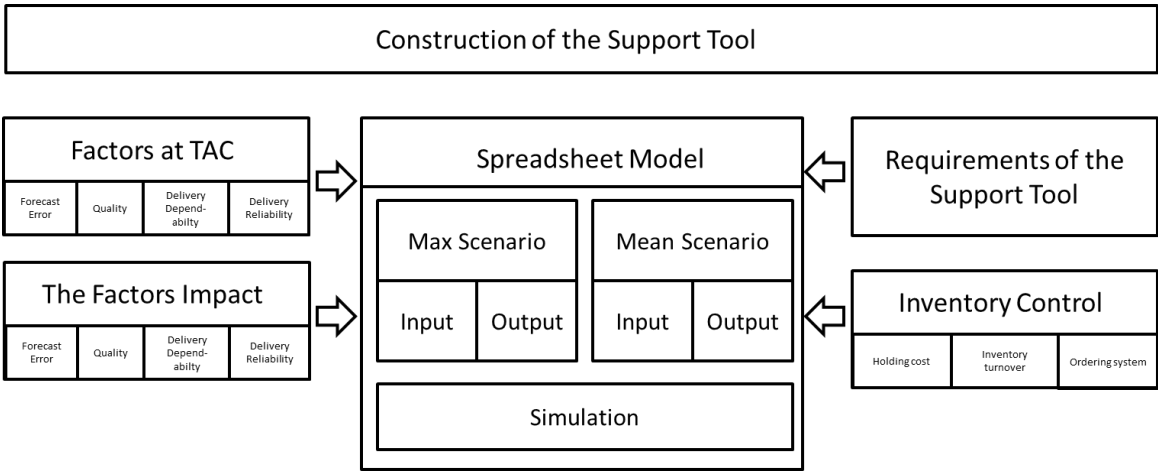 Construction of the Support Tool
Factors at TAC
Forecast
Error
Quality
Delivery
Depend-
abilty
Delivery
Reliability
The Factors Impact
Forecast
Error
Quality
Delivery
Depend-
abilty
Delivery
Reliability
Spreadsheet Model
Max Scenario
Input
Output
Mean Scenario
Input
Output
Simulation
Requirements of the
Support Tool
Inventory Control
Holding cost
Inventory
turnover
Ordering system